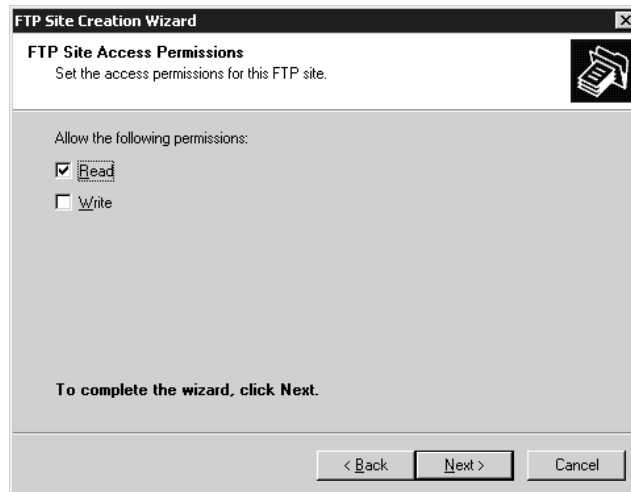 FTP Site Creation Wizard
FTP Site Access Permissions
Set the access permissions for this FTP site.
Allow the following permissions:
Read
Write
To complete the wizard, click Next.
< Back Next > Cancel